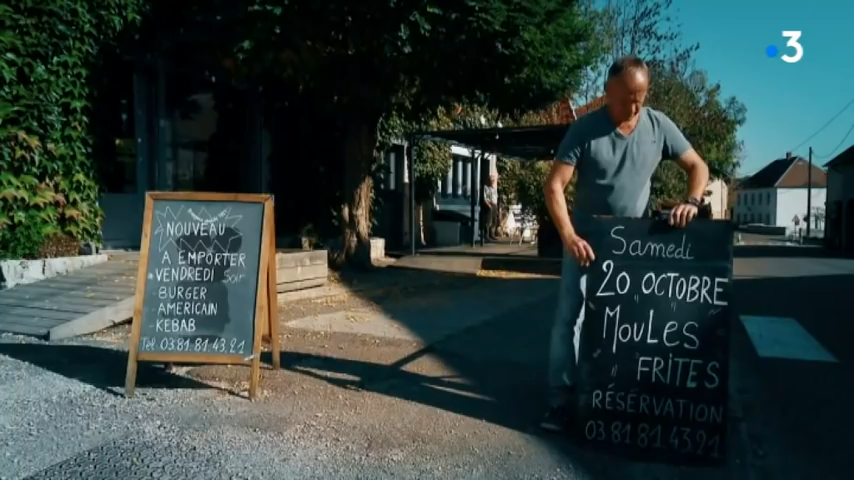 3
NOUVEAU
A EMPORTER
VENDREDI Soir
- BURGER
- AMERICAIN
- KEBAB
Tél. 03.81.81.43.21
Samedi
20 OCTOBRE
MOULES
FRITES
RÉSERVATION
03 81 81 43 21